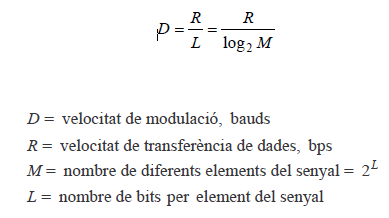 D = R/L = R/log₂ M
D = velocitat de modulació, bauds
R = velocitat de transferència de dades, bps
M = nombre de diferents elements del senyal = 2^L
L = nombre de bits per element del senyal